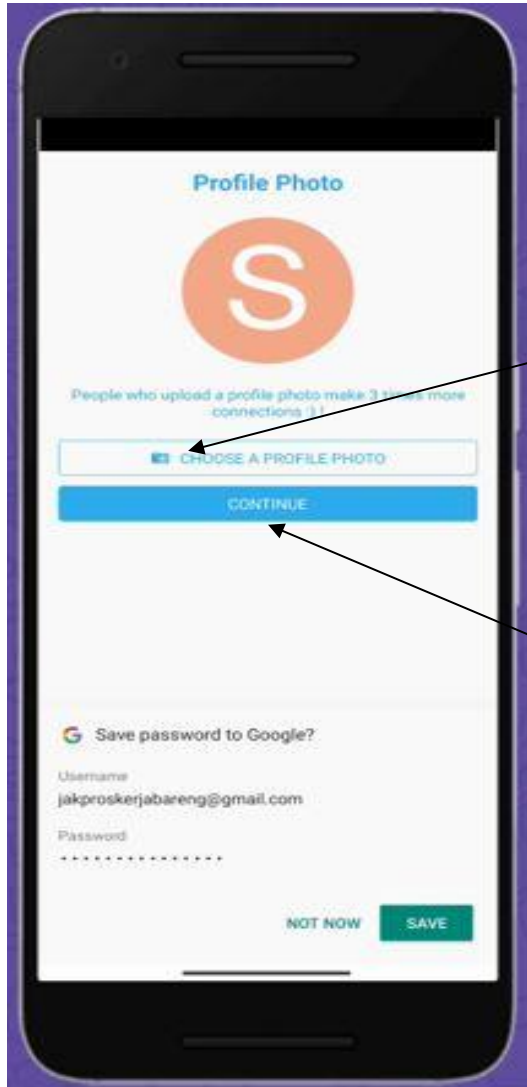 Profile Photo
S
People who upload a profile photo make 3 times more
connections :) !
CHOOSE A PROFILE PHOTO
CONTINUE
G Save password to Google?
Username
jakproskerjabareng@gmail.com
Password
•••••••••••••••
NOT NOW SAVE